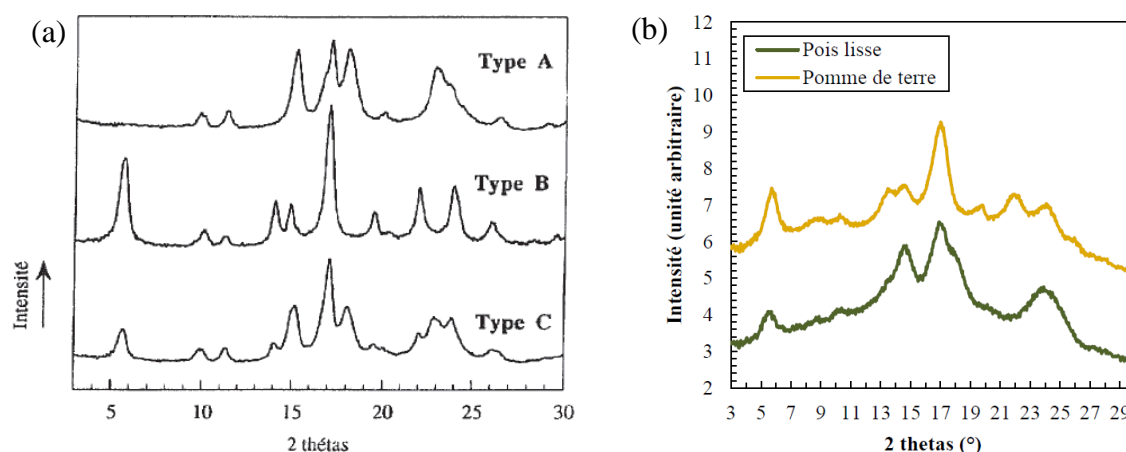 (a)
Type A
Type B
Type C
Intensité
5 10 15 20 25 30
2 thétas
(b)
12
11
10
9
8
7
6
5
4
3
2
Pois lisse
Pomme de terre
Intensité (unité arbitraire)
3 5 7 9 11 13 15 17 19 21 23 25 27 29
2 thetas (°)